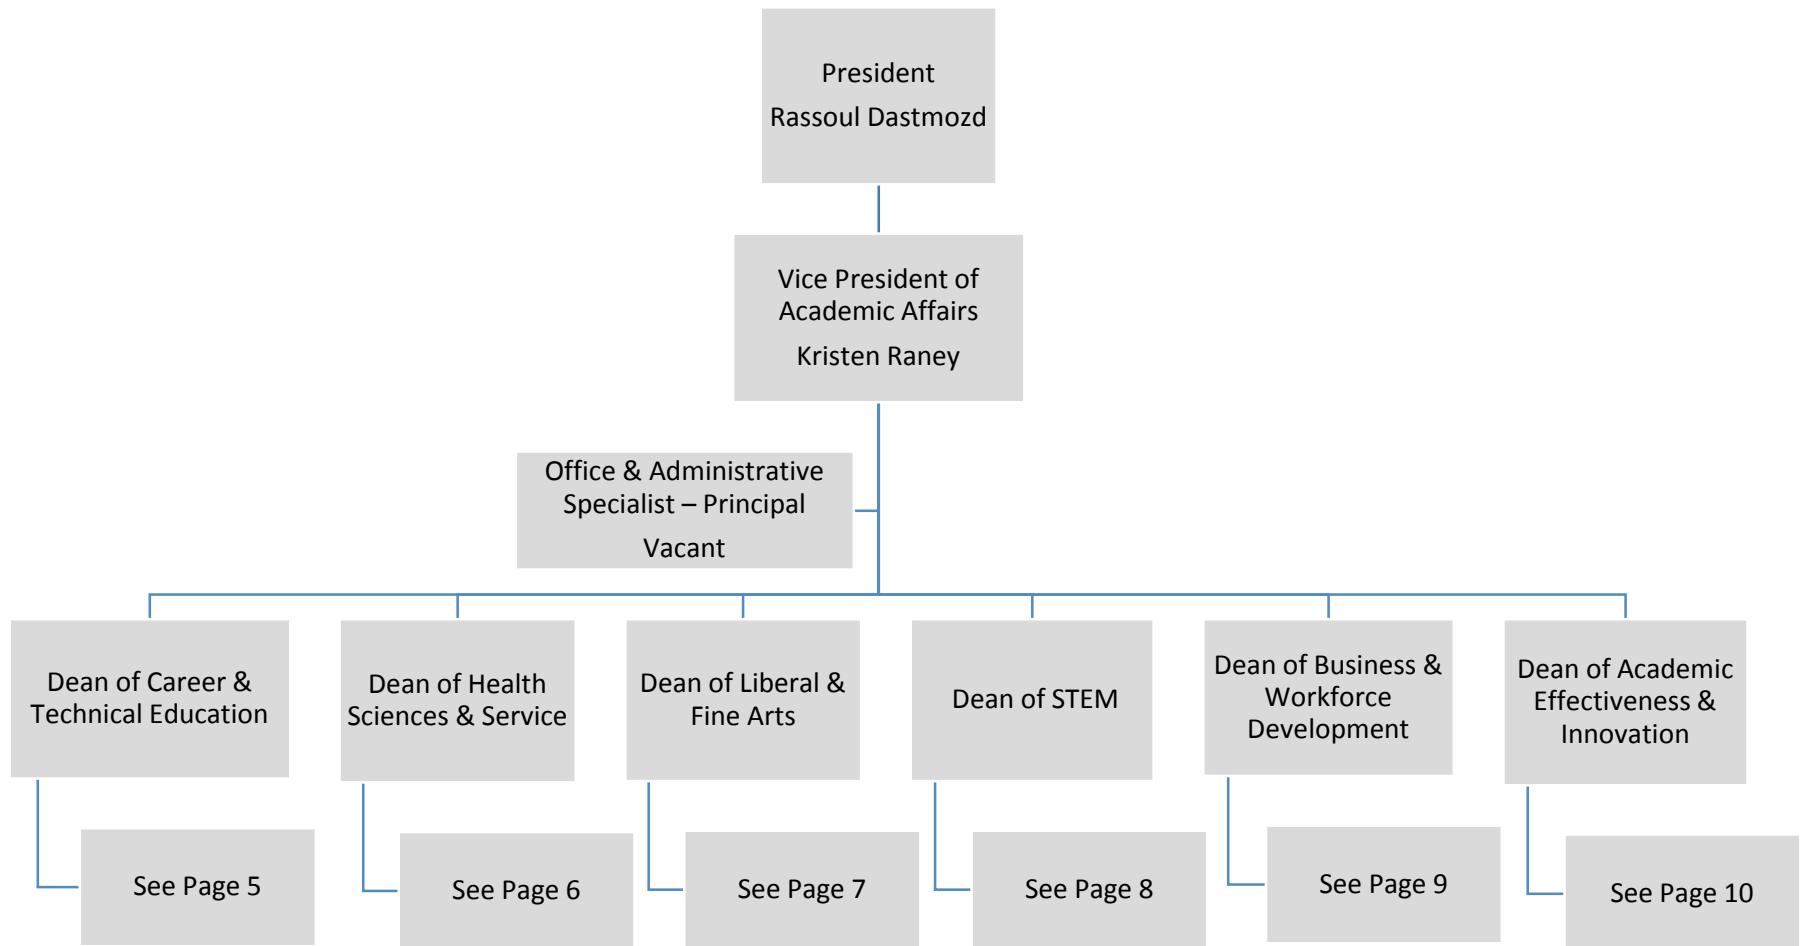 President
Rassoul Dastmozd
Vice President of
Academic Affairs
Kristen Raney
Office & Administrative
Specialist – Principal
Vacant
Dean of Career &
Technical Education
Dean of Health
Sciences & Service
Dean of Liberal &
Fine Arts
Dean of STEM
Dean of Business &
Workforce
Development
Dean of Academic
Effectiveness &
Innovation
See Page 5
See Page 6
See Page 7
See Page 8
See Page 9
See Page 10